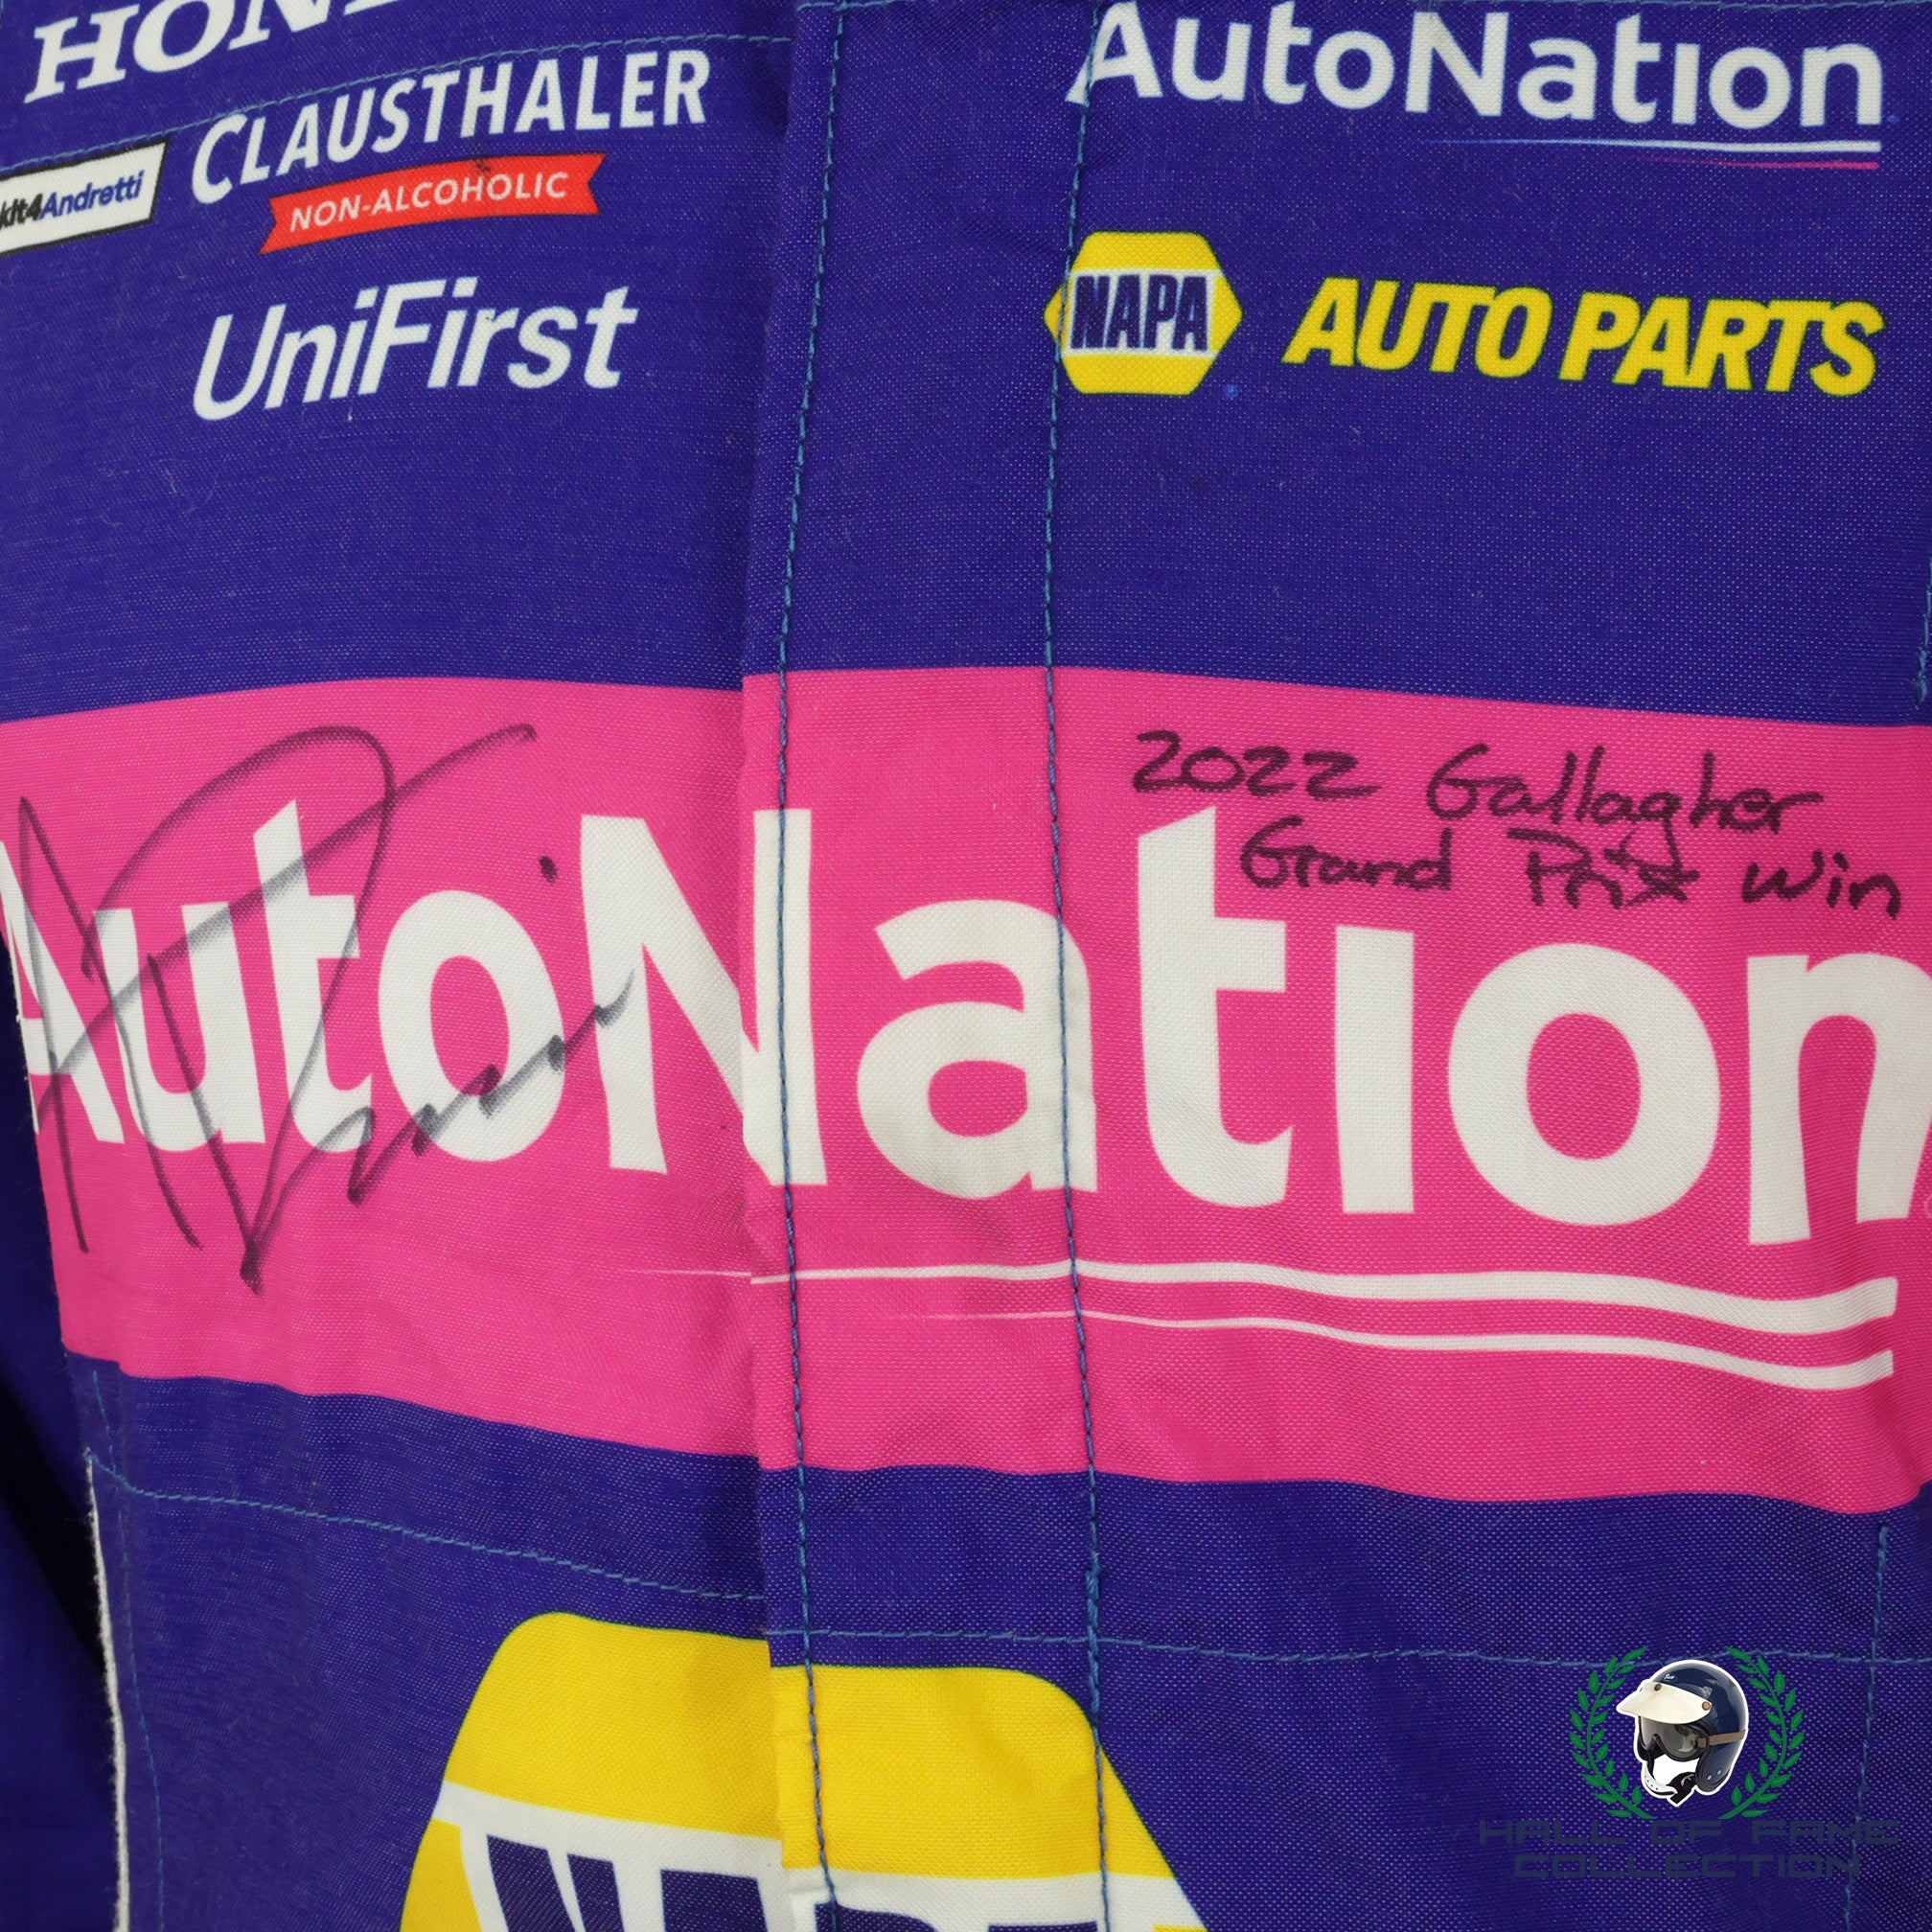 HON
CLAUSTHALER
NON-ALCOHOLIC
kIt4Andretti
UniFirst
AutoNation
NAPA AUTO PARTS
2022 Gallagher
Grand Prix Win
AutoNation
HALL OF FAME
COLLECTION